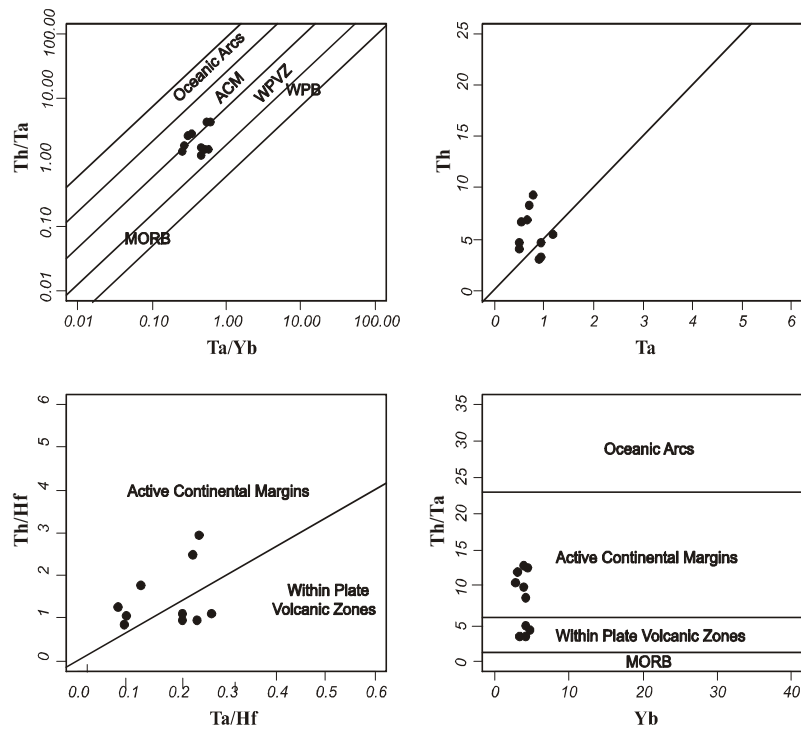 100.00
10.00
1.00
0.10
0.01
Th/Ta
Oceanic Arcs
ACM
WPVZ
WPB
MORB
0.01 0.10 1.00 10.00 100.00
Ta/Yb
25
20
15
10
5
0
Th
0 1 2 3 4 5 6
Ta
6
5
4
3
2
1
0
Th/Hf
Active Continental Margins
Within Plate
Volcanic Zones
0.0 0.1 0.2 0.3 0.4 0.5 0.6
Ta/Hf
35
30
25
20
15
10
5
0
Th/Ta
Oceanic Arcs
Active Continental Margins
Within Plate Volcanic Zones
MORB
0 10 20 30 40
Yb